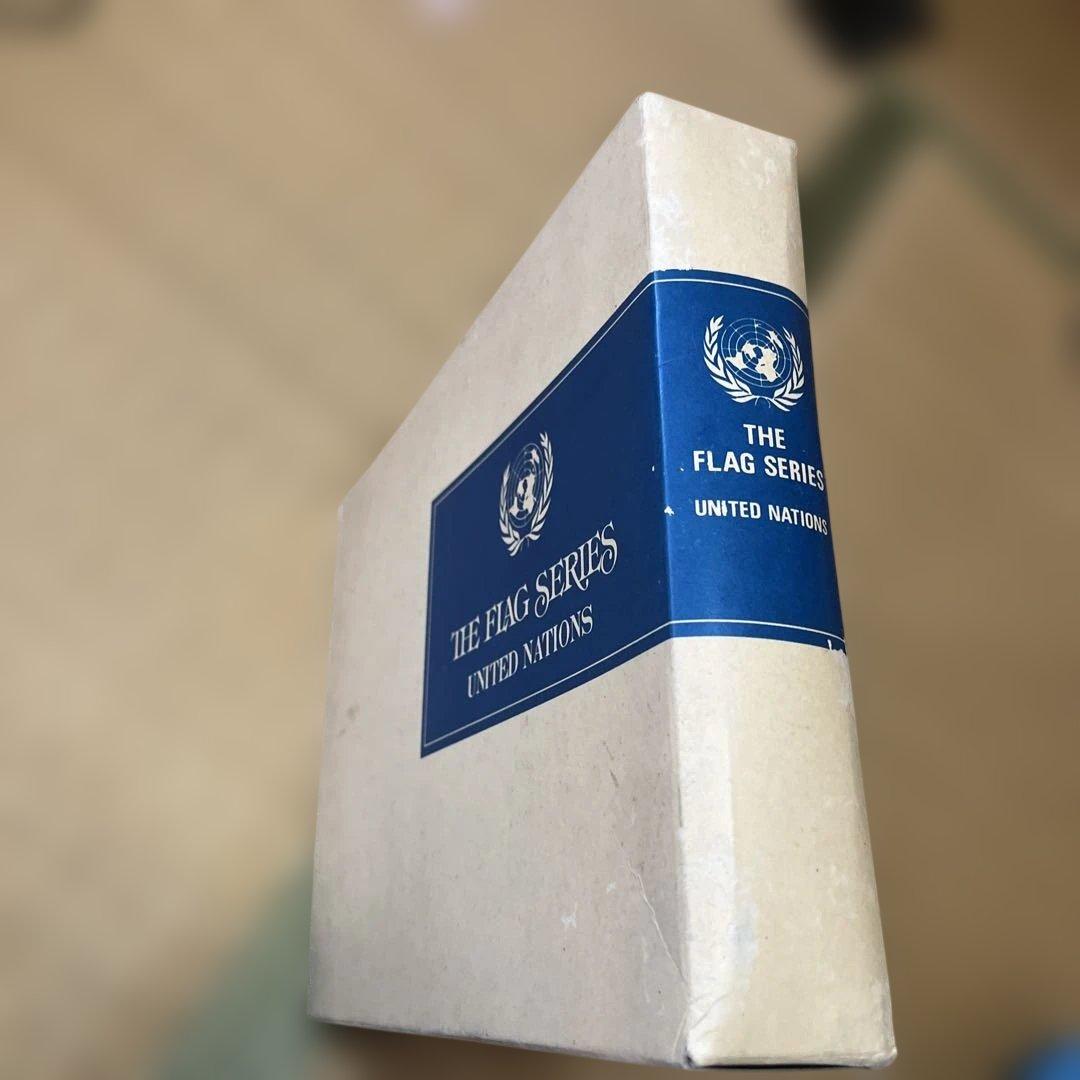 THE FLAG SERIES
UNITED NATIONS
THE
FLAG SERIES
UNITED NATIONS